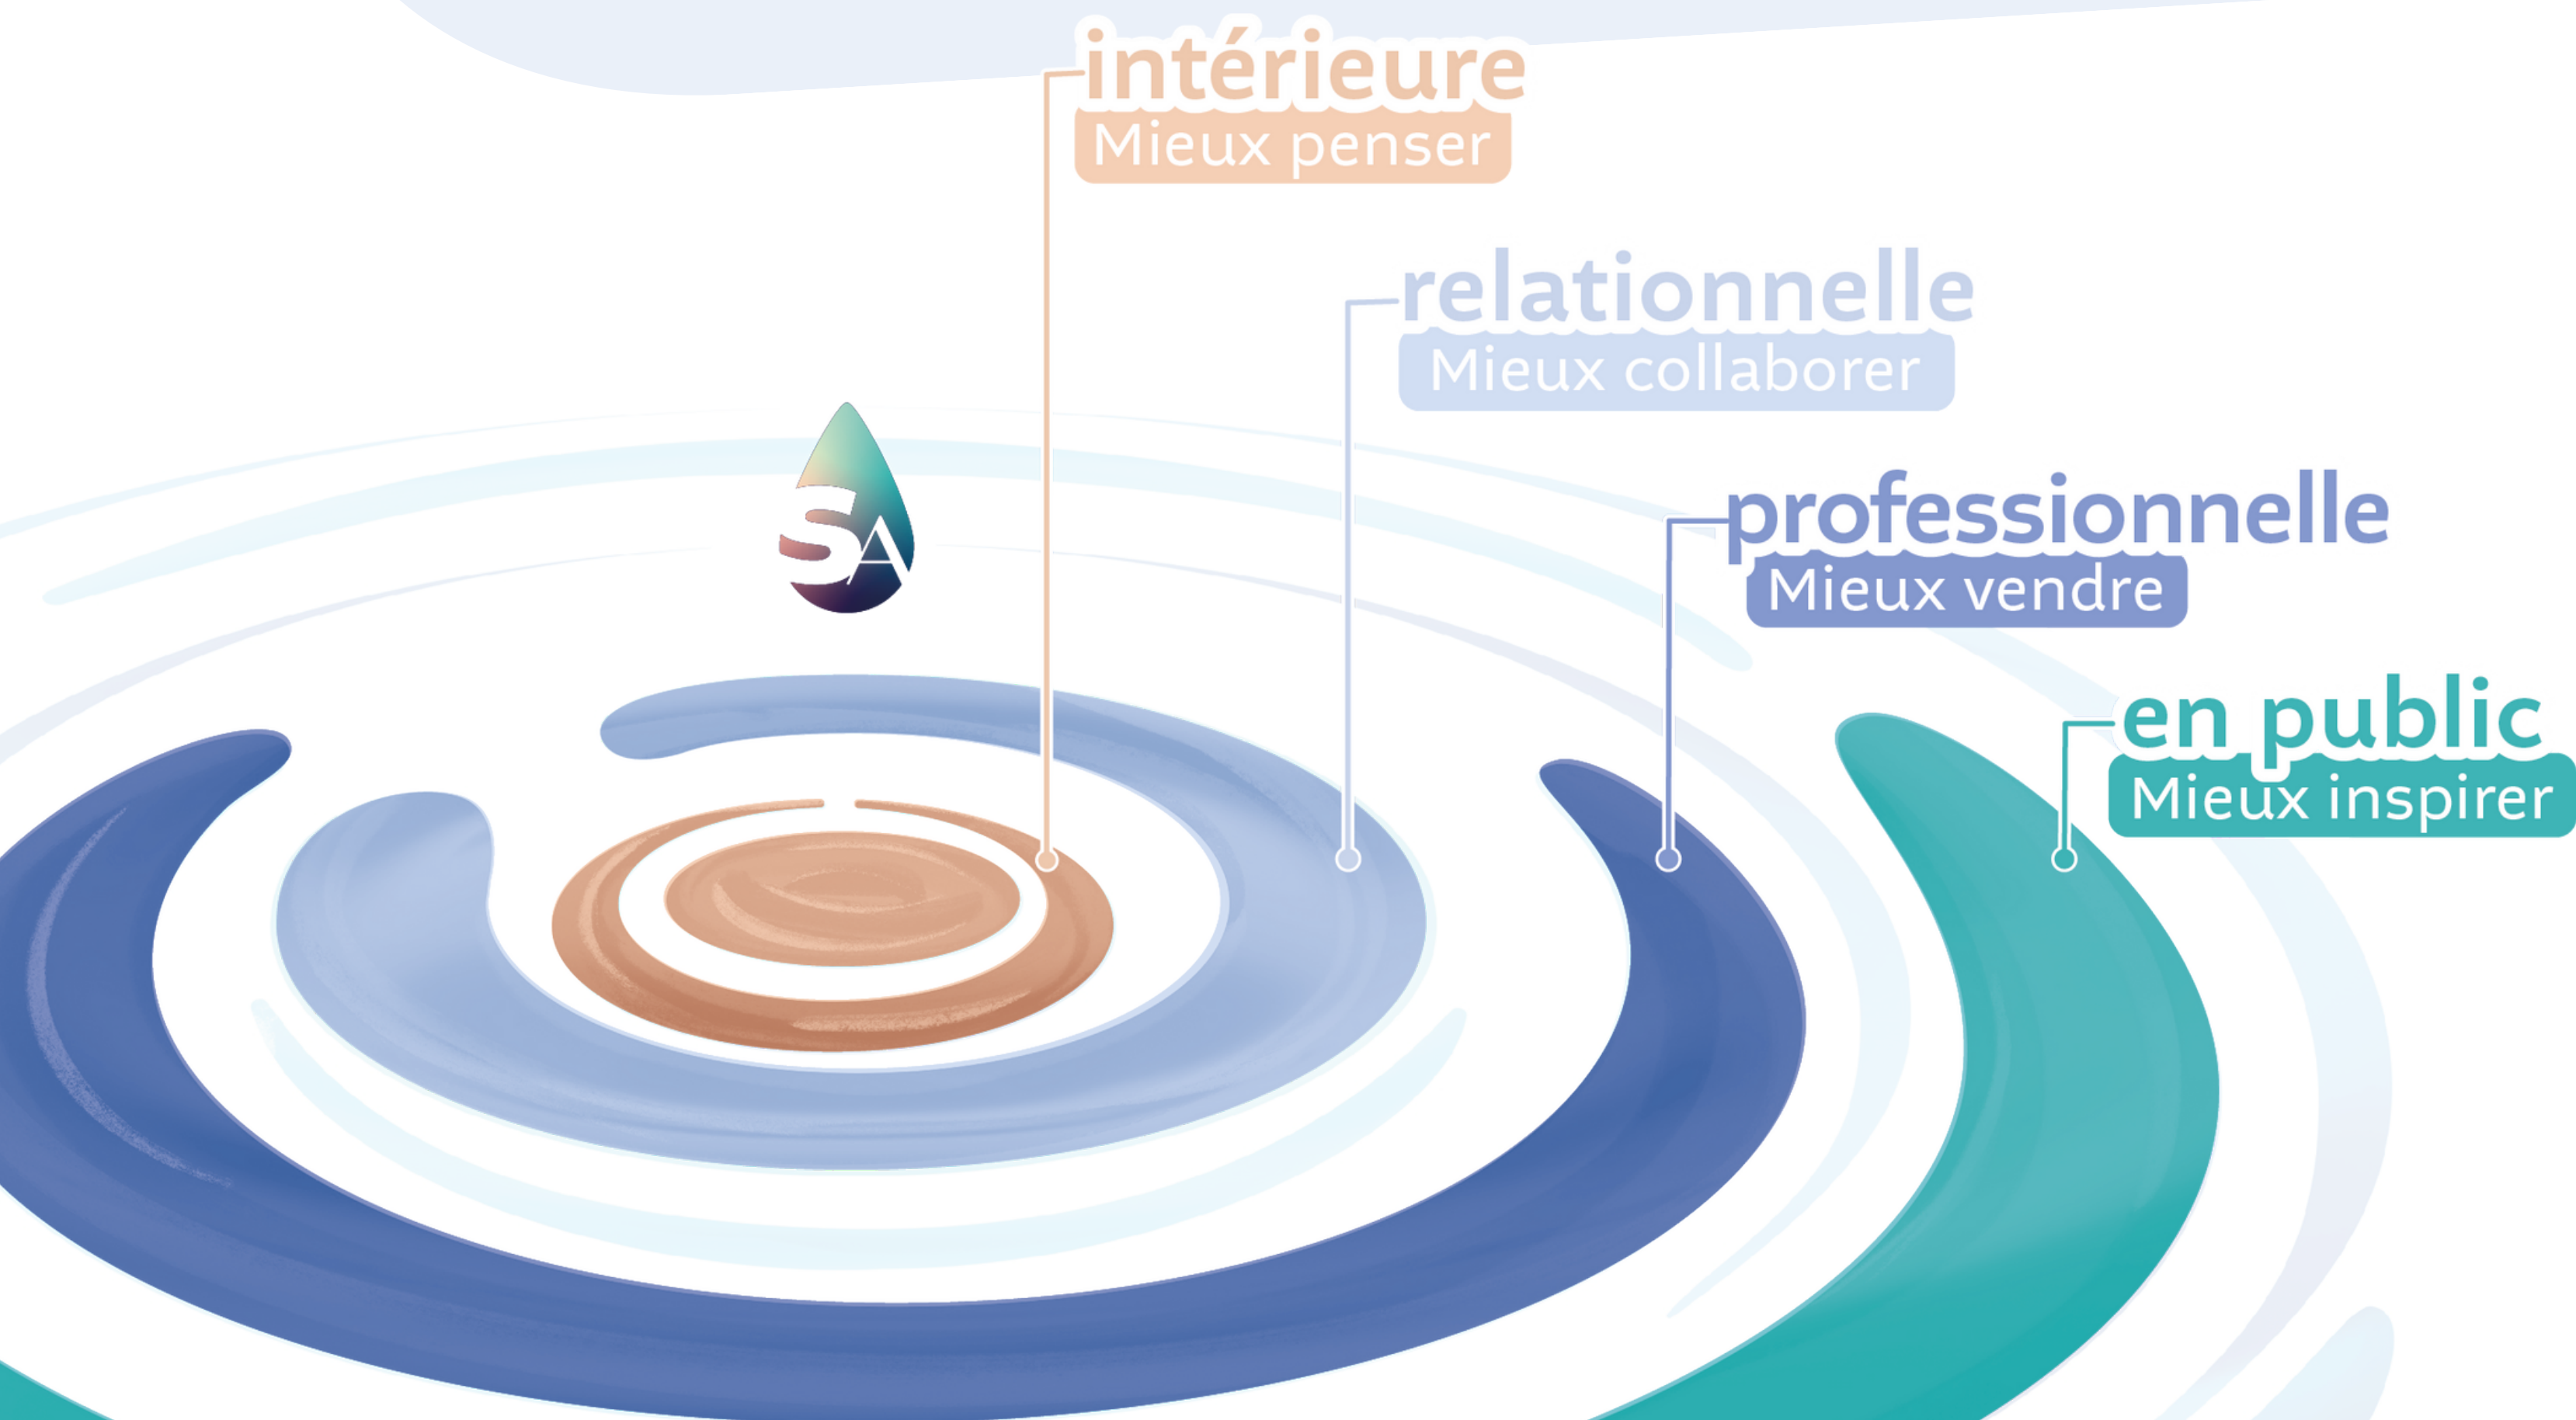 intérieure
Mieux penser
relationnelle
Mieux collaborer
SA
professionnelle
Mieux vendre
en public
Mieux inspirer